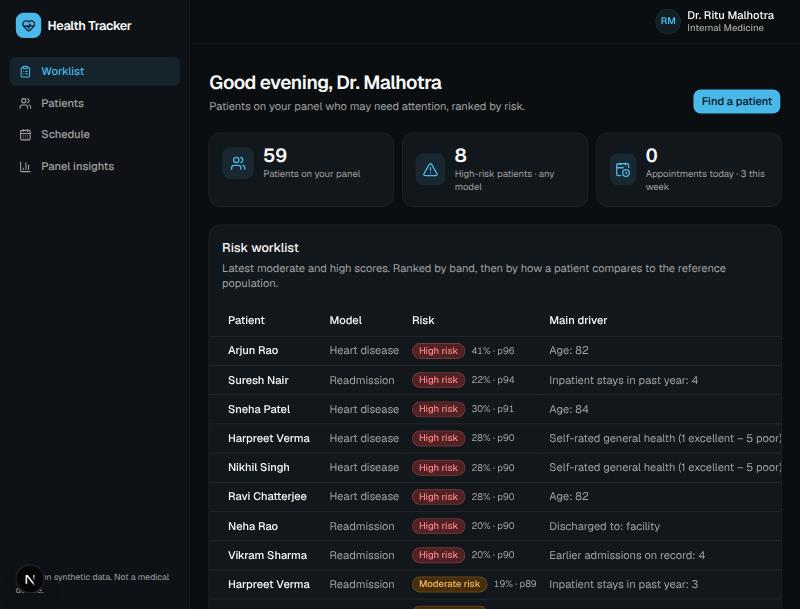 Health Tracker
RM
Dr. Ritu Malhotra
Internal Medicine
Worklist
Patients
Schedule
Panel insights
Good evening, Dr. Malhotra
Patients on your panel who may need attention, ranked by risk.
Find a patient
59
Patients on your panel
8
High-risk patients · any
model
0
Appointments today · 3 this
week
Risk worklist
Latest moderate and high scores. Ranked by band, then by how a patient compares to the reference
population.
Patient Model Risk Main driver
Arjun Rao Heart disease High risk 41% · p96 Age: 82
Suresh Nair Readmission High risk 22% · p94 Inpatient stays in past year: 4
Sneha Patel Heart disease High risk 30% · p91 Age: 84
Harpreet Verma Heart disease High risk 28% · p90 Self-rated general health (1 excellent – 5 poor)
Nikhil Singh Heart disease High risk 28% · p90 Self-rated general health (1 excellent – 5 poor)
Ravi Chatterjee Heart disease High risk 28% · p90 Age: 82
Neha Rao Readmission High risk 20% · p90 Discharged to: facility
Vikram Sharma Readmission High risk 20% · p90 Earlier admissions on record: 4
Harpreet Verma Readmission Moderate risk 19% · p89 Inpatient stays in past year: 3
N
synthetic data. Not a medical